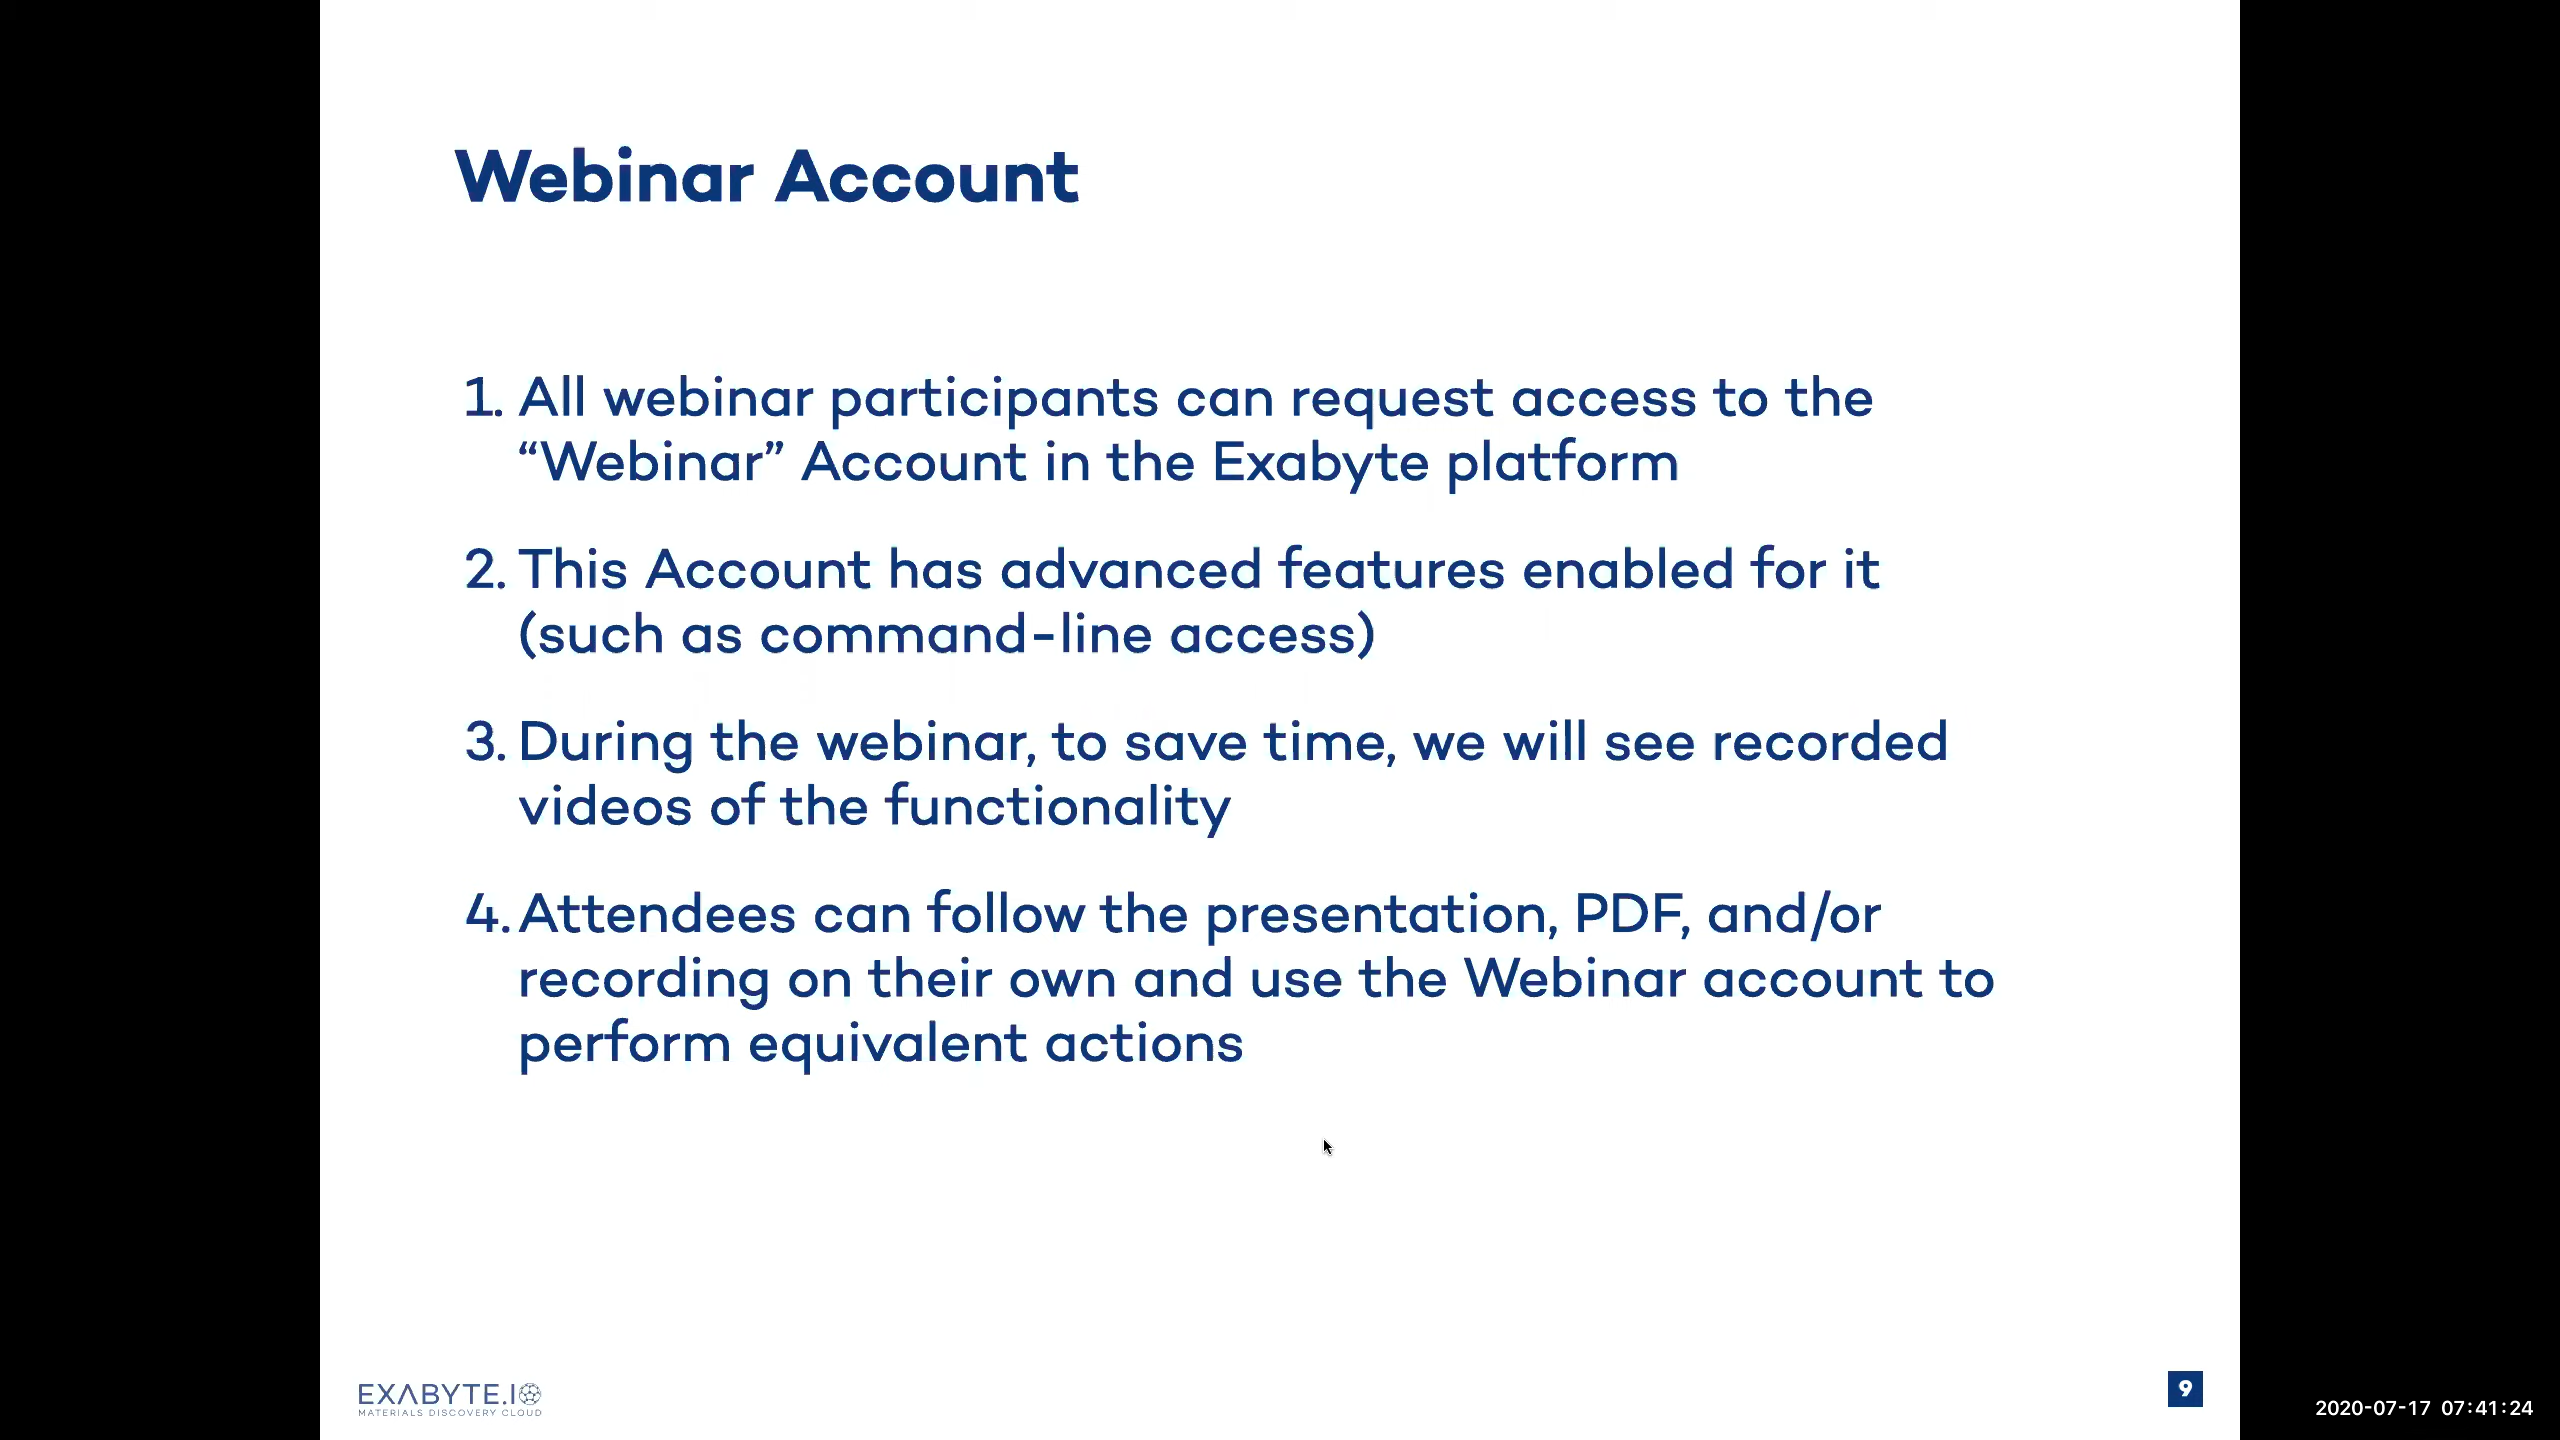 Webinar Account
1. All webinar participants can request access to the
“Webinar” Account in the Exabyte platform
2. This Account has advanced features enabled for it
(such as command-line access)
3. During the webinar, to save time, we will see recorded
videos of the functionality
4. Attendees can follow the presentation, PDF, and/or
recording on their own and use the Webinar account to
perform equivalent actions
EXABYTE.IO
MATERIALS DISCOVERY CLOUD
9
2020-07-17 07:41:24